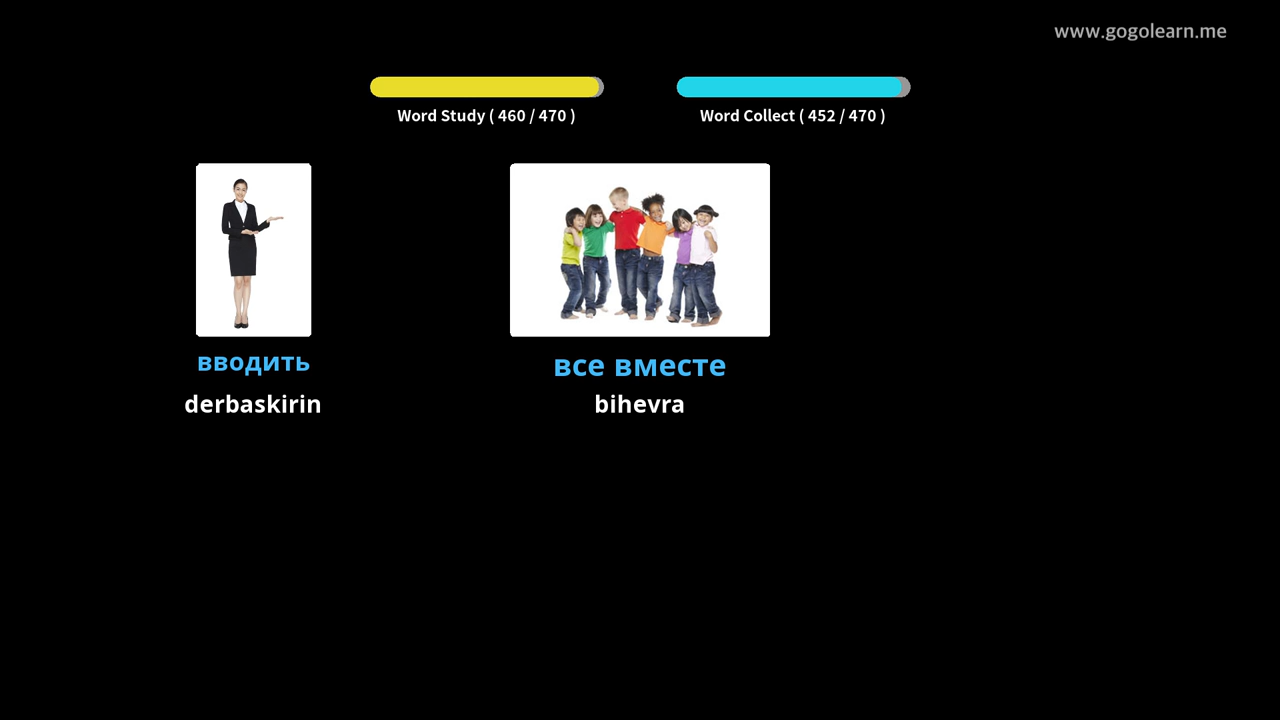 www.gogolearn.me
Word Study ( 460 / 470 )
Word Collect ( 452 / 470 )
вводить
derbaskirin
все вместе
bihevra